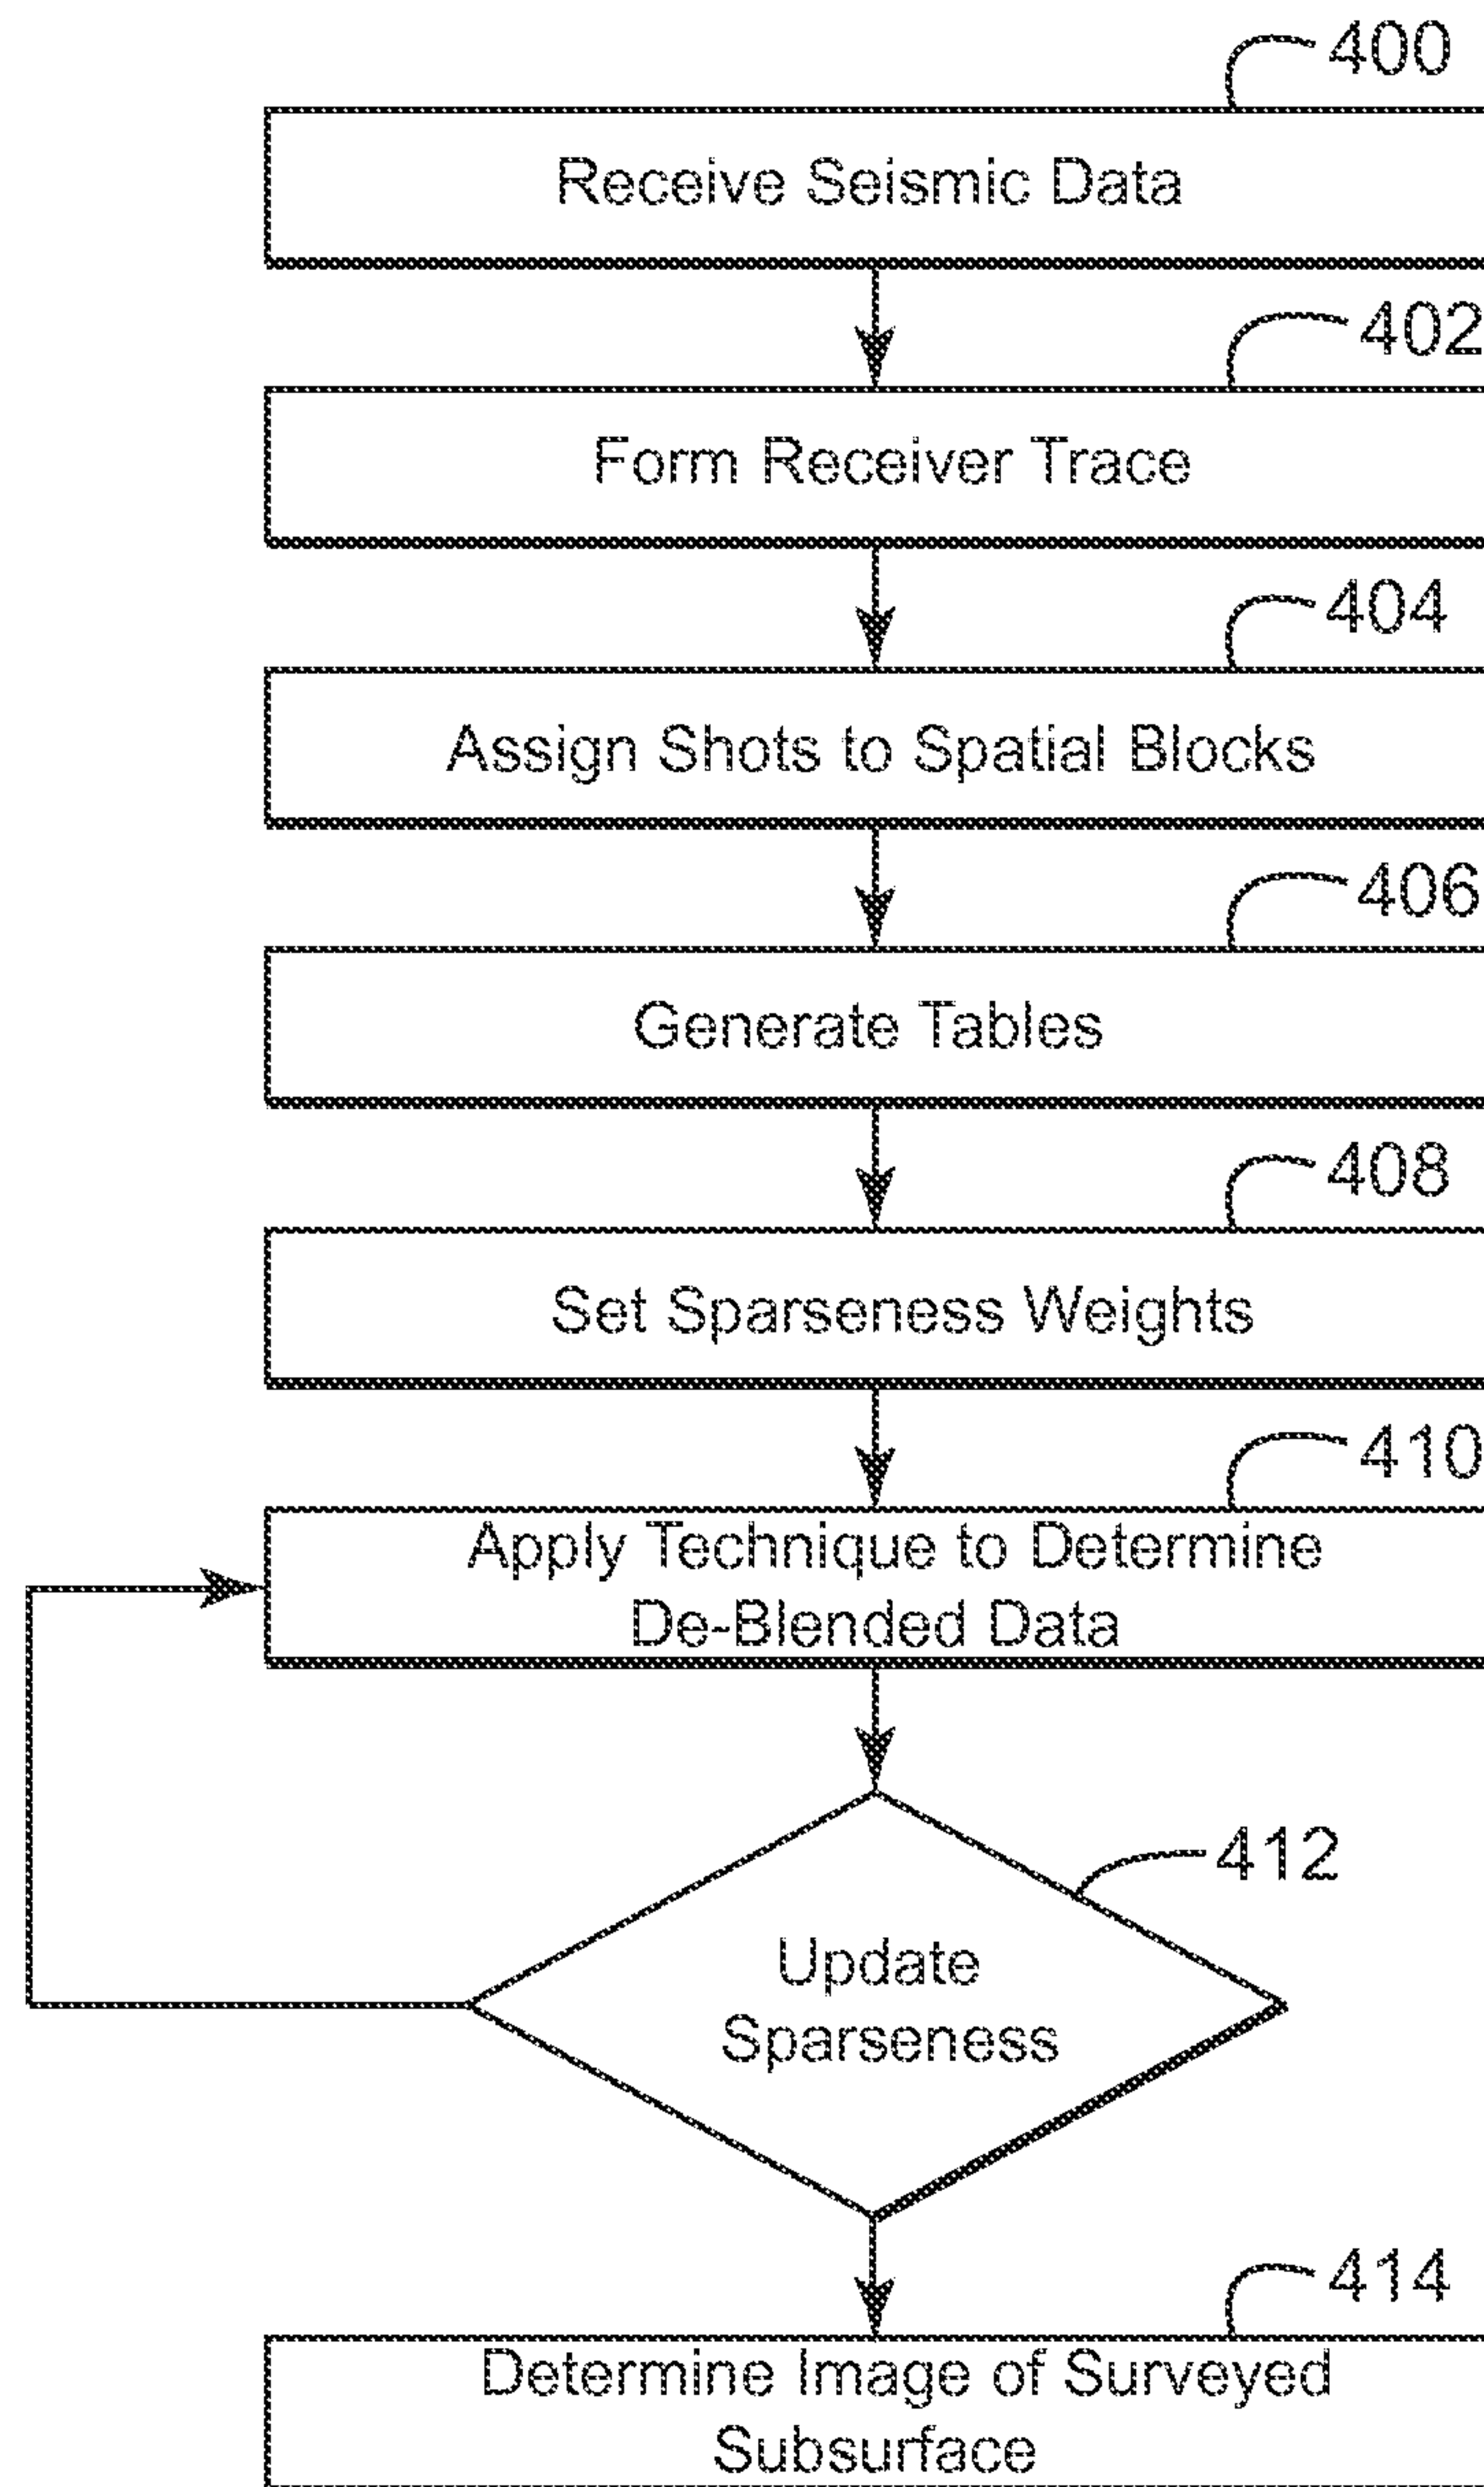 400
Receive Seismic Data
402
Form Receiver Trace
404
Assign Shots to Spatial Blocks
406
Generate Tables
408
Set Sparseness Weights
410
Apply Technique to Determine
De-Blended Data
412
Update
Sparseness
414
Determine Image of Surveyed
Subsurface